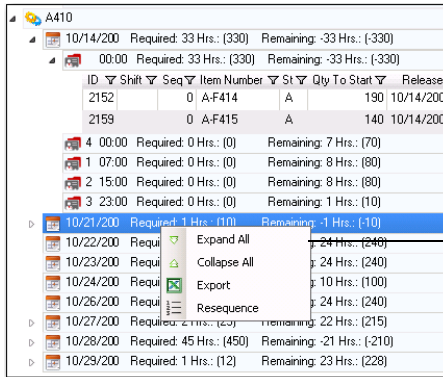 A410
10/14/200 Required: 33 Hrs.: (330) Remaining: -33 Hrs.: (-330)
00:00 Required: 33 Hrs.: (330) Remaining: -33 Hrs.: (-330)
ID Shift Seq Item Number St Qty To Start Release
2152 0 A-F414 A 190 10/14/200
2159 0 A-F415 A 140 10/14/200
4 00:00 Required: 0 Hrs.: (0) Remaining: 7 Hrs.: (70)
1 07:00 Required: 0 Hrs.: (0) Remaining: 8 Hrs.: (80)
2 15:00 Required: 0 Hrs.: (0) Remaining: 8 Hrs.: (80)
3 23:00 Required: 0 Hrs.: (0) Remaining: 1 Hrs.: (10)
10/21/200 Required: 1 Hrs.: (10) Remaining: -1 Hrs.: (-10)
10/22/200 Requi 24 Hrs.: (240)
Expand All
10/23/200 Requi g: 24 Hrs.: (240)
Collapse All
10/24/200 Requi g: 10 Hrs.: (100)
Export
10/26/200 Requi g: 24 Hrs.: (240)
Resequence
10/27/200 Required: 2 Hrs.: (25) Remaining: 22 Hrs.: (215)
10/28/200 Required: 45 Hrs.: (450) Remaining: -21 Hrs.: (-210)
10/29/200 Required: 1 Hrs.: (12) Remaining: 23 Hrs.: (228)